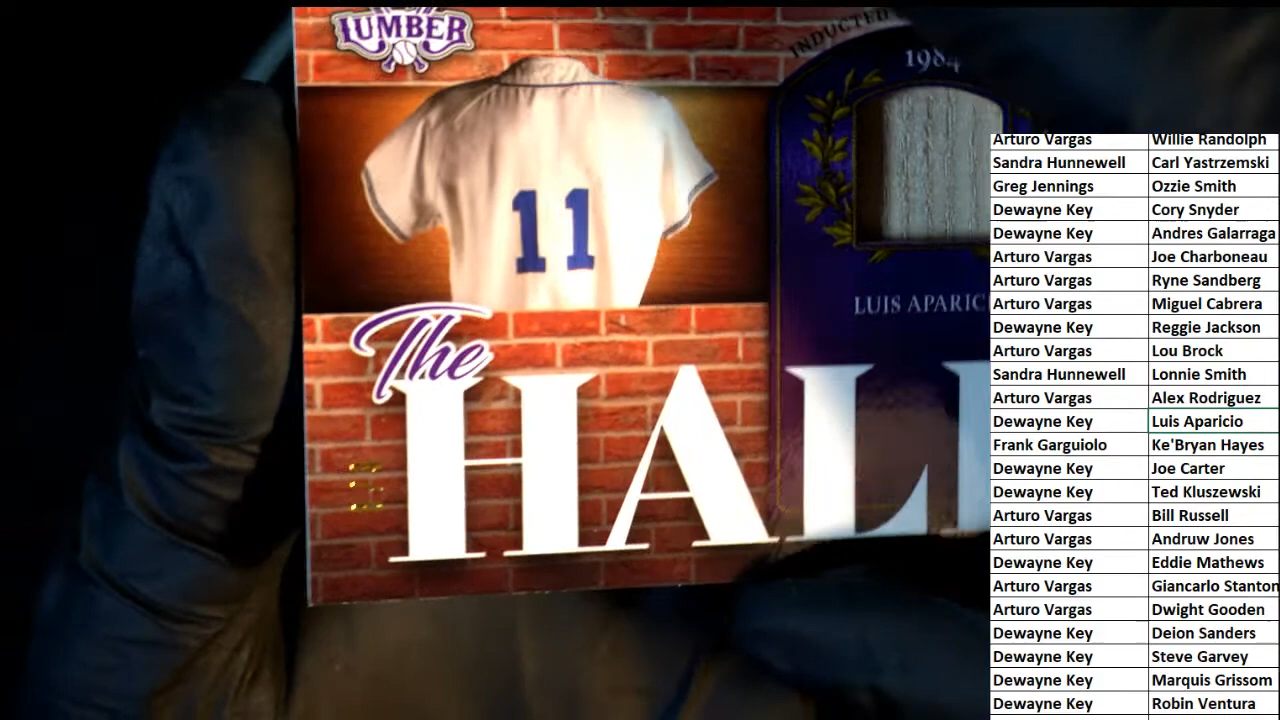 LUMBER
INDUCTED
1984
11
LUIS APARIC
The
HALL
Arturo Vargas Willie Randolph
Sandra Hunnewell Carl Yastrzemski
Greg Jennings Ozzie Smith
Dewayne Key Cory Snyder
Dewayne Key Andres Galarraga
Arturo Vargas Joe Charboneau
Arturo Vargas Ryne Sandberg
Arturo Vargas Miguel Cabrera
Dewayne Key Reggie Jackson
Arturo Vargas Lou Brock
Sandra Hunnewell Lonnie Smith
Arturo Vargas Alex Rodriguez
Dewayne Key Luis Aparicio
Frank Garguiolo Ke'Bryan Hayes
Dewayne Key Joe Carter
Dewayne Key Ted Kluszewski
Arturo Vargas Bill Russell
Arturo Vargas Andruw Jones
Dewayne Key Eddie Mathews
Arturo Vargas Giancarlo Stanton
Arturo Vargas Dwight Gooden
Dewayne Key Deion Sanders
Dewayne Key Steve Garvey
Dewayne Key Marquis Grissom
Dewayne Key Robin Ventura